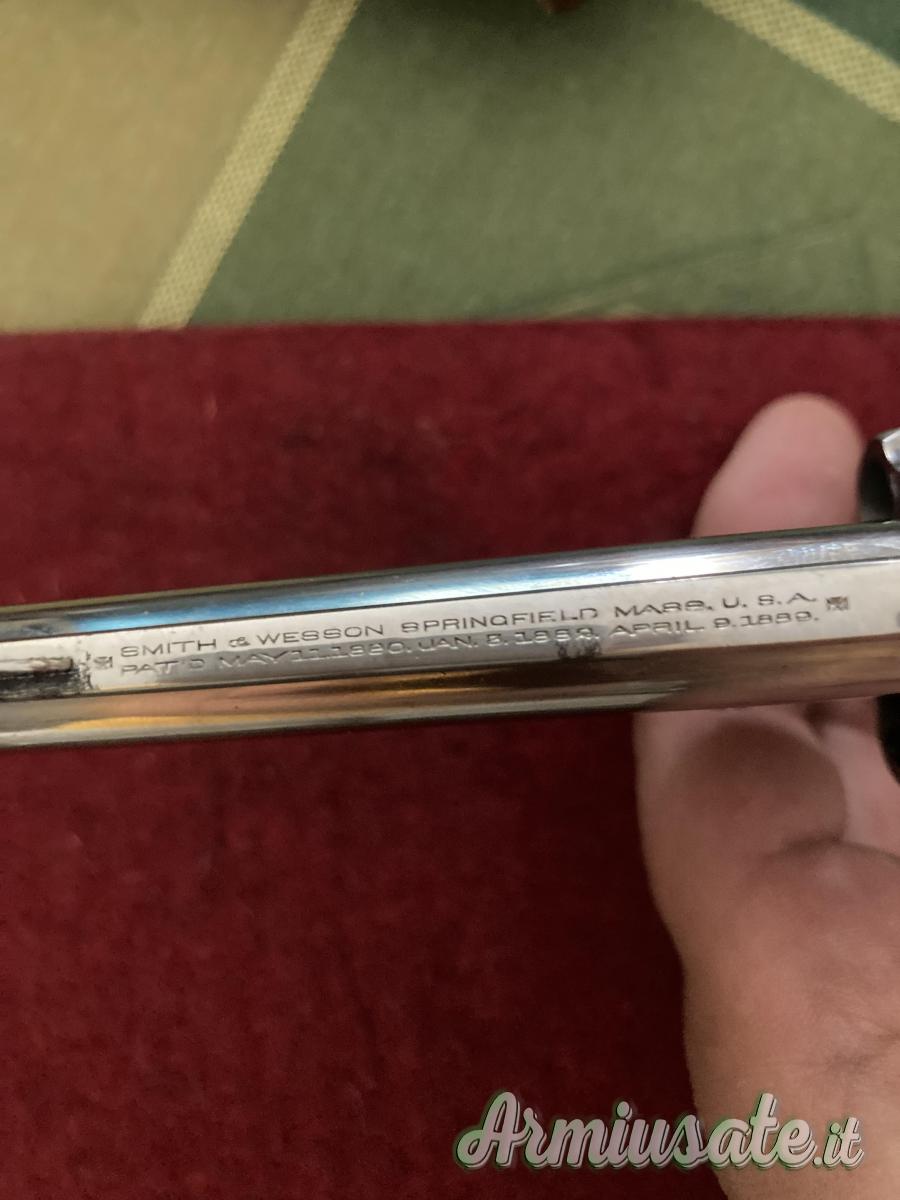 SMITH & WESSON SPRINGFIELD MASS. U.S.A.
PAT'D MAY 11.1880. JAN. 3. 1882. APRIL. 9.1889.
Armiusate.it